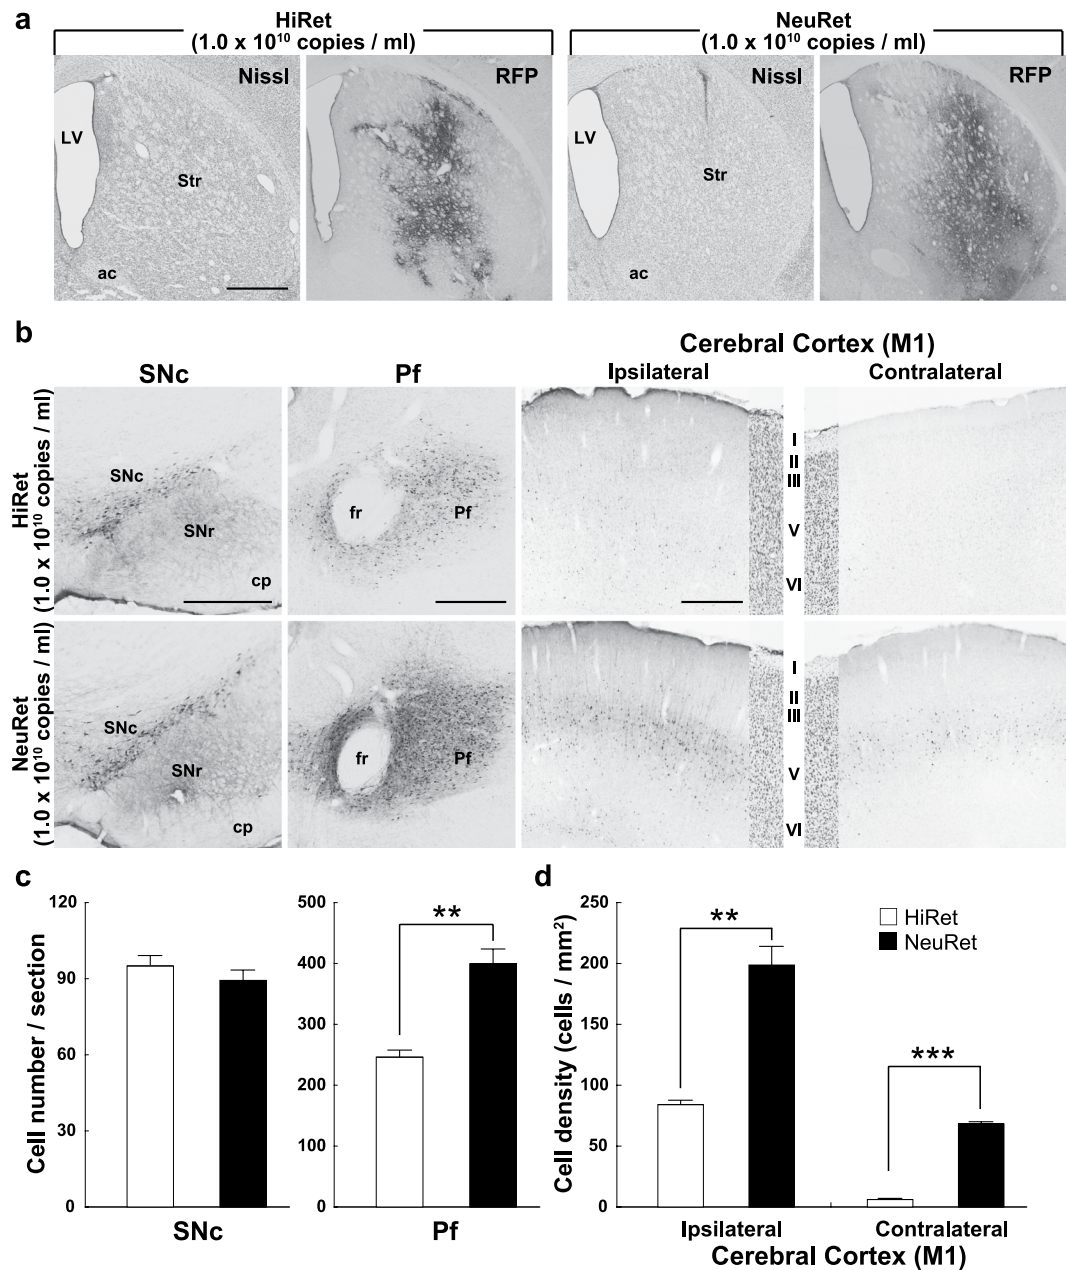 a
HiRet
(1.0 x 10¹⁰ copies / ml)
NeuRet
(1.0 x 10¹⁰ copies / ml)
Nissl
LV
Str
ac
RFP
Nissl
LV
Str
ac
RFP
b
Cerebral Cortex (M1)
SNc
Pf
Ipsilateral
Contralateral
HiRet
(1.0 x 10¹⁰ copies / ml)
SNc
SNr
cp
fr
Pf
I
II
III
V
VI
NeuRet
(1.0 x 10¹⁰ copies / ml)
SNc
SNr
cp
fr
Pf
I
II
III
V
VI
c
Cell number / section
120
90
60
30
0
SNc
500
400
300
200
100
0
**
Pf
d
Cell density (cells / mm²)
250
200
150
100
50
0
**
***
HiRet
NeuRet
Ipsilateral
Contralateral
Cerebral Cortex (M1)